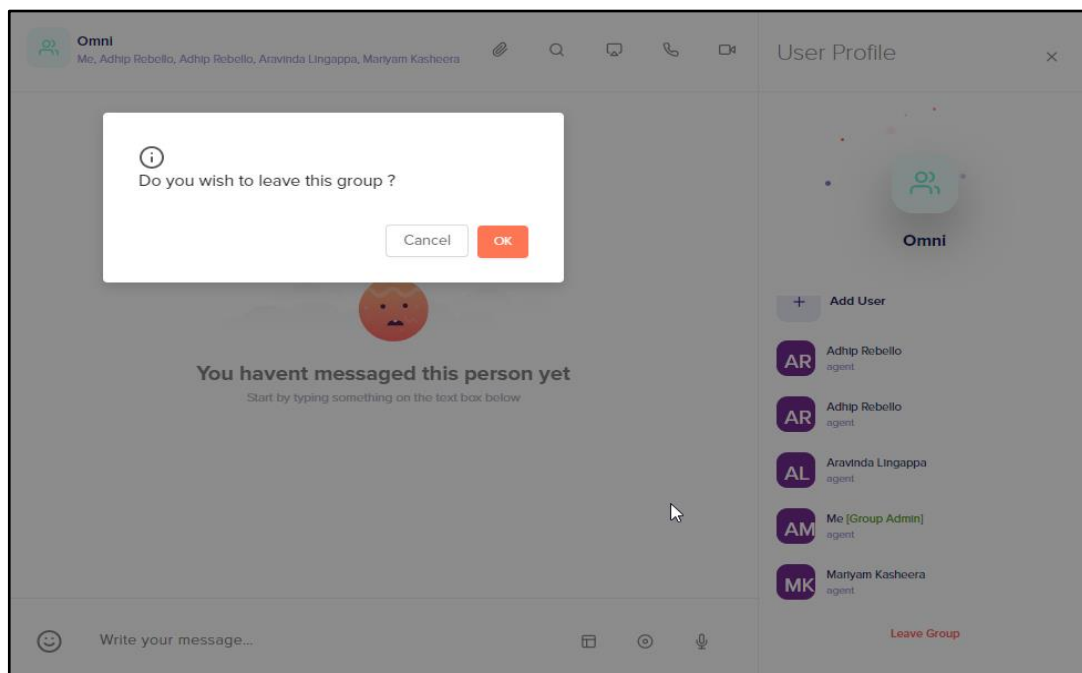 Omni
Me, Adhip Rebello, Adhip Rebello, Aravinda Lingappa, Mariyam Kasheera
User Profile
Do you wish to leave this group ?
Cancel
OK
You havent messaged this person yet
Start by typing something on the text box below
Write your message...
Omni
Add User
AR
Adhip Rebello
agent
AR
Adhip Rebello
agent
AL
Aravinda Lingappa
agent
AM
Me [Group Admin]
agent
MK
Mariyam Kasheera
agent
Leave Group